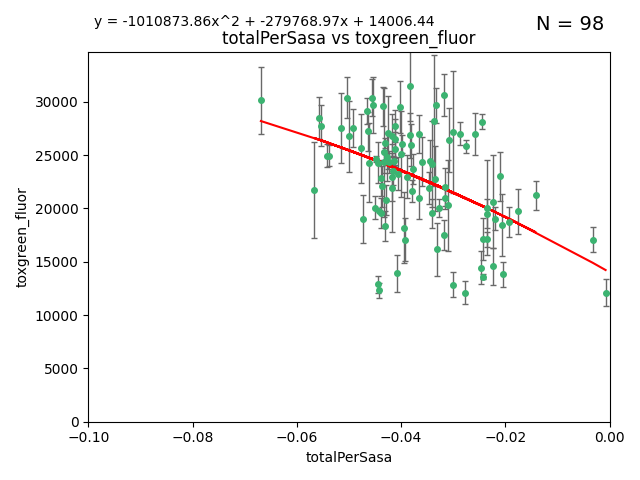 y = -1010873.86x^2 + -279768.97x + 14006.44
N = 98
totalPerSasa vs toxgreen_fluor
30000
25000
20000
15000
10000
5000
0
toxgreen_fluor
−0.10
−0.08
−0.06
−0.04
−0.02
0.00
totalPerSasa